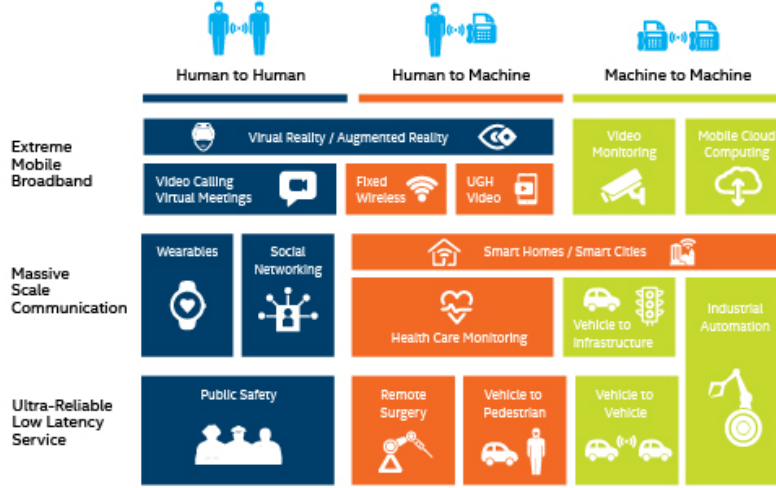 Human to Human
Human to Machine
Machine to Machine
Extreme
Mobile
Broadband
Virual Reality / Augmented Reality
Video
Monitoring
Mobile Cloud
Computing
Video Calling
Virtual Meetings
Fixed
Wireless
UGH
Video
Massive
Scale
Communication
Wearables
Social
Networking
Smart Homes / Smart Cities
Health Care Monitoring
Vehicle to
Infrastructure
Industrial
Automation
Ultra-Reliable
Low Latency
Service
Public Safety
Remote
Surgery
Vehicle to
Pedestrian
Vehicle to
Vehicle